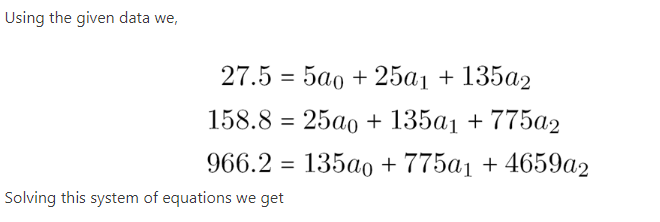 Using the given data we,
27.5 = 5a₀ + 25a₁ + 135a₂
158.8 = 25a₀ + 135a₁ + 775a₂
966.2 = 135a₀ + 775a₁ + 4659a₂
Solving this system of equations we get